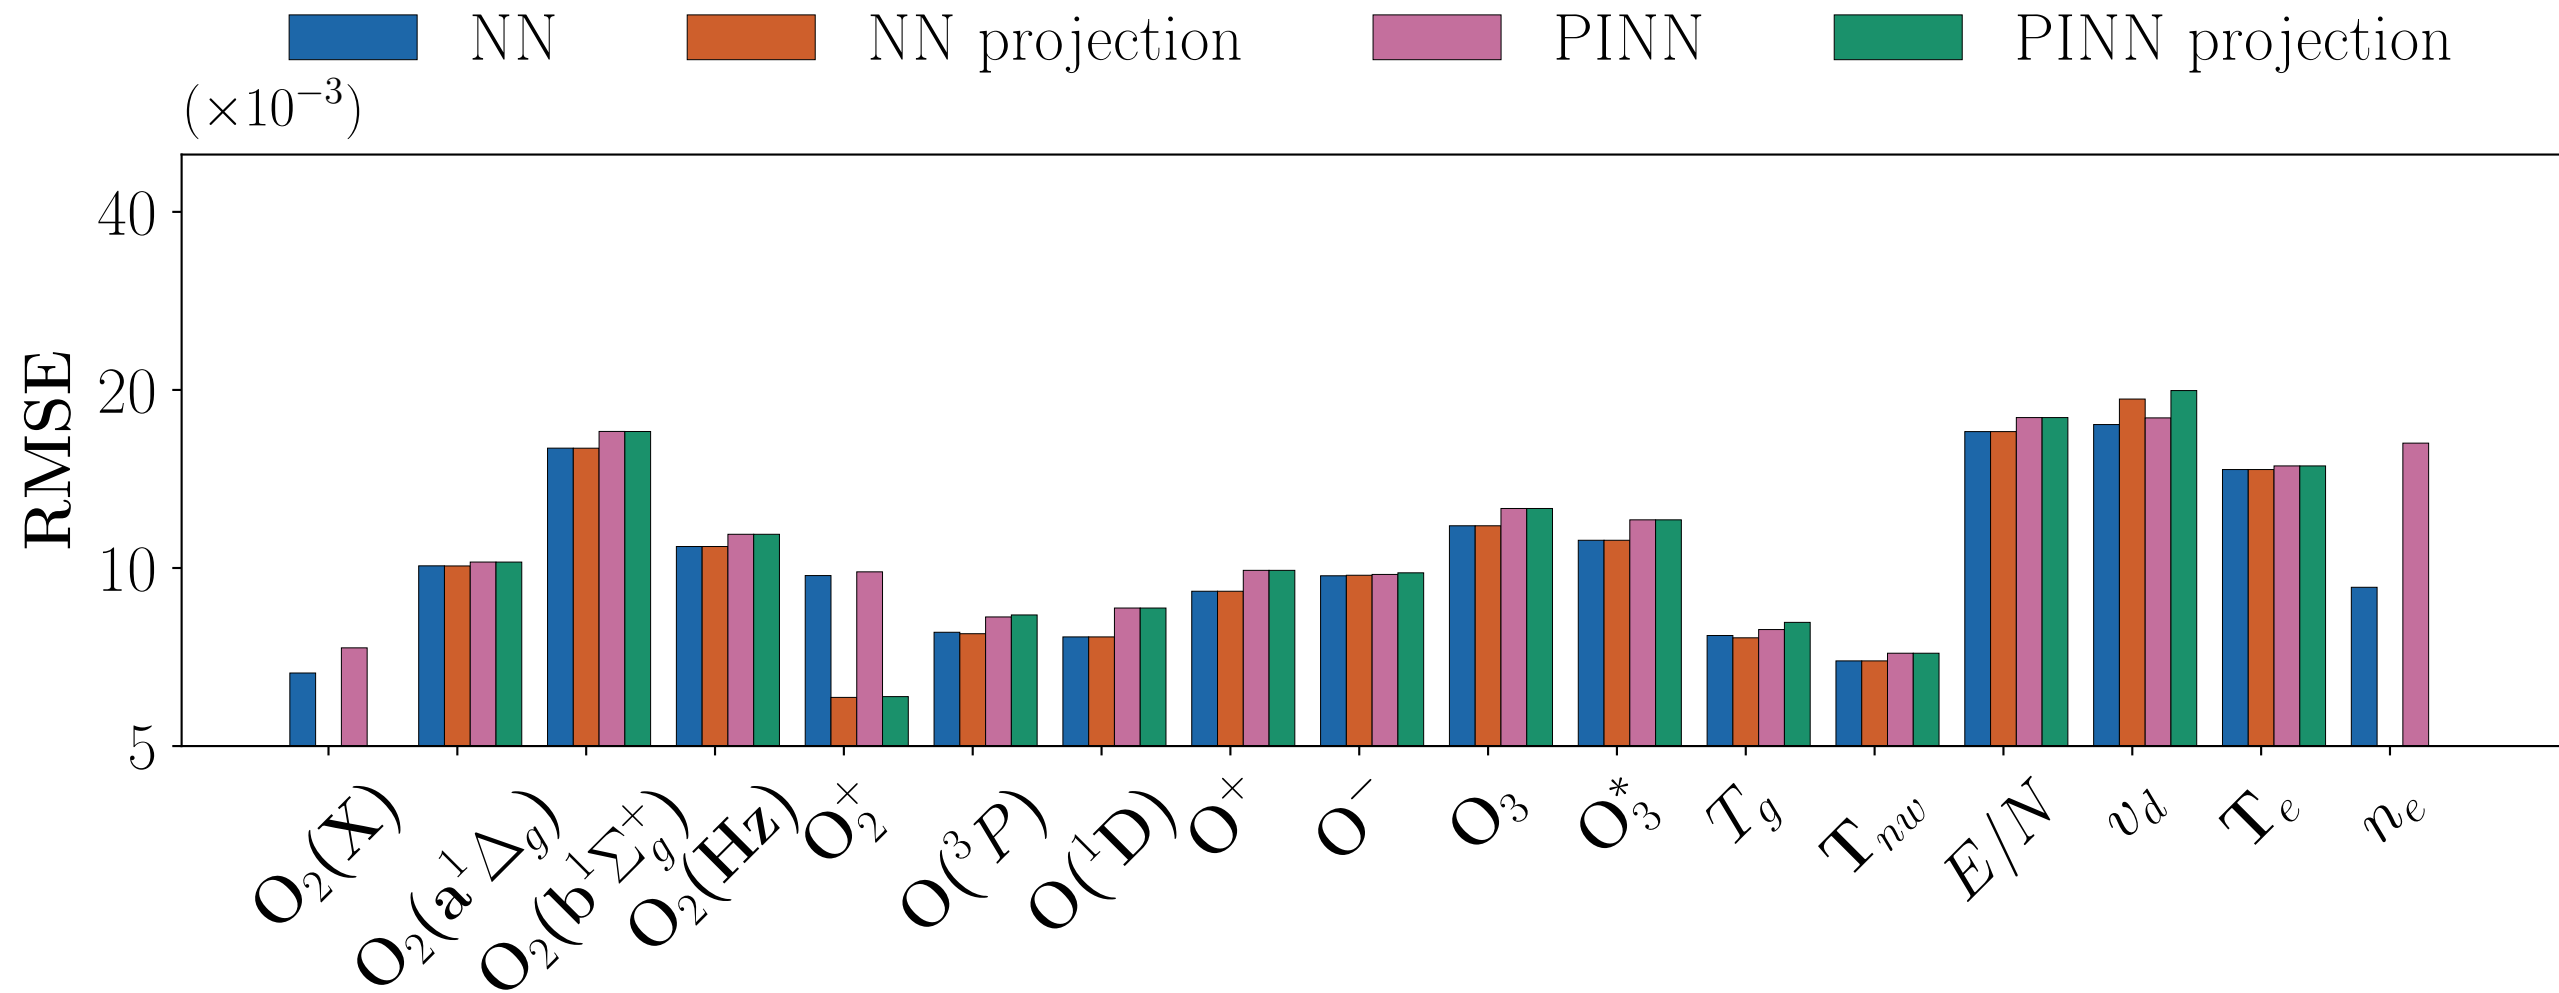 NN NN projection PINN PINN projection
(×10⁻³)
RMSE
40
20
10
5
O₂(X) O₂(a¹Δg) O₂(b¹Σg⁺) O₂(Hz) O₂⁺ O(³P) O(¹D) O⁺ O⁻ O₃ O₃* Tg Tnw E/N vd Te ne